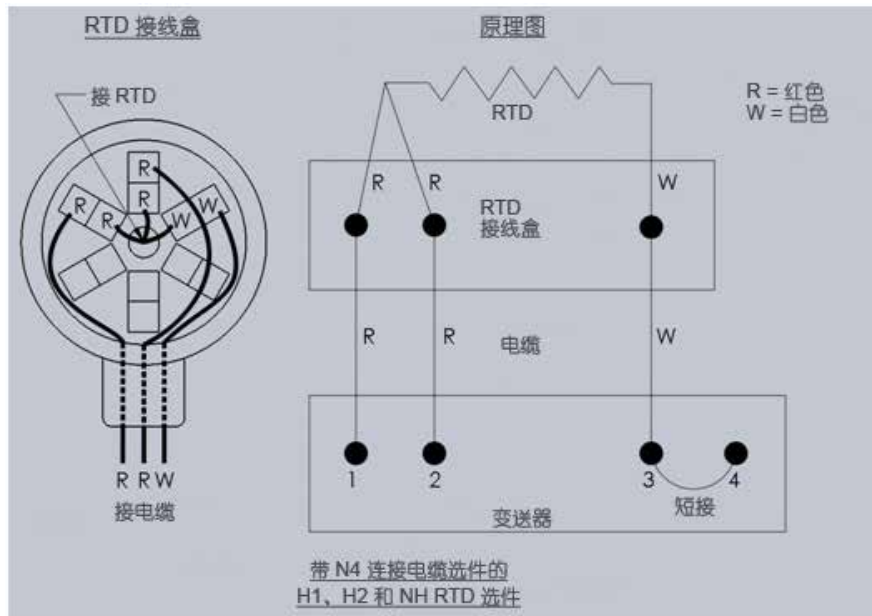 RTD 接线盒
原理图
接 RTD
R = 红色
W = 白色
RTD
R
R
R
W
R
W
R R W
RTD
接线盒
R
R
W
电缆
R R W
接电缆
1 2 3 4
短接
变送器
带 N4 连接电缆选件的
H1、H2 和 NH RTD 选件